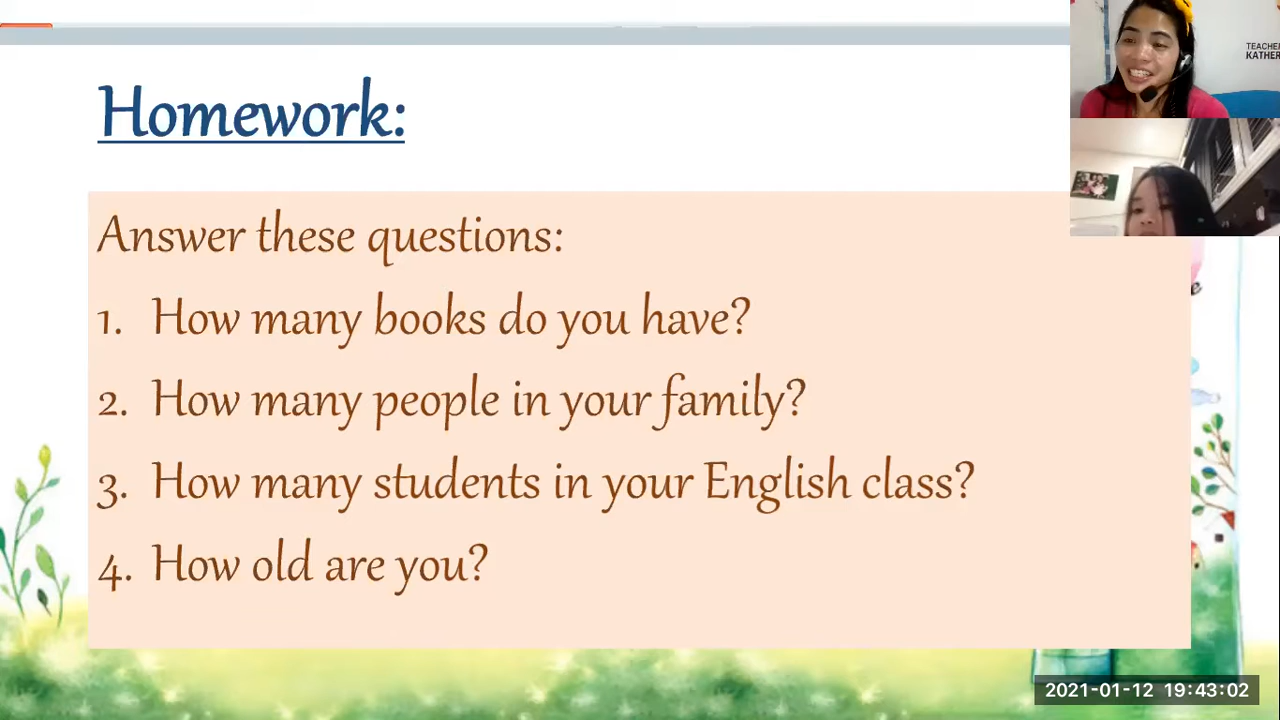 Homework:
TEACHER
KATHER
Answer these questions:
1. How many books do you have?
2. How many people in your family?
3. How many students in your English class?
4. How old are you?
2021-01-12 19:43:02